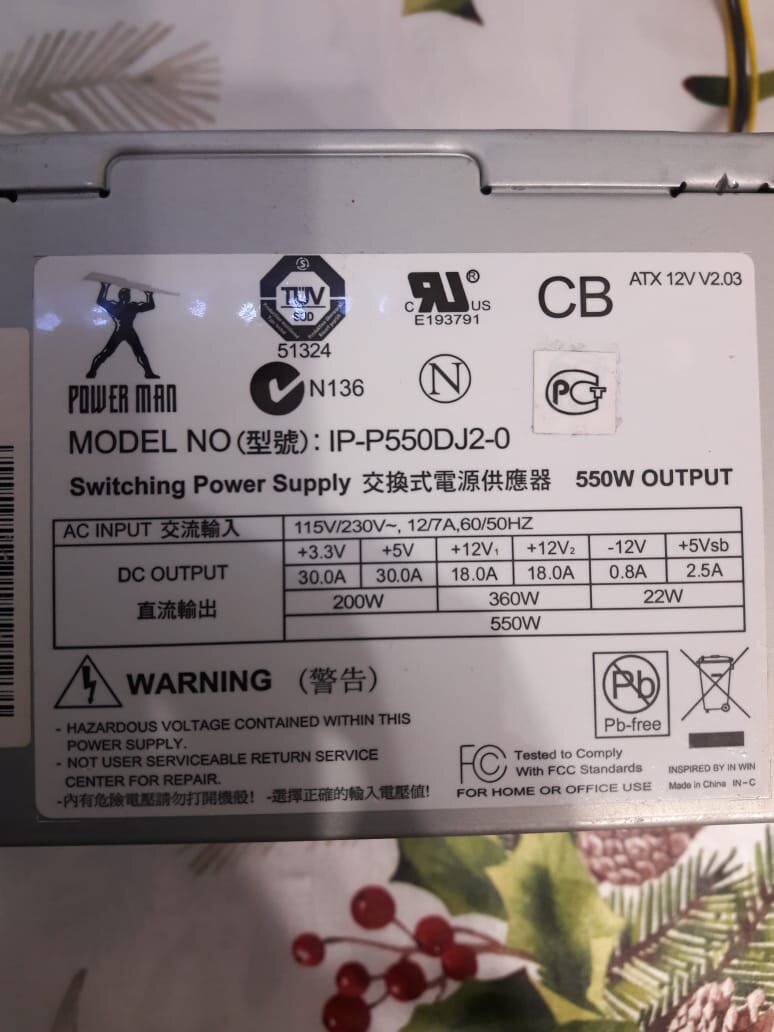 ATX 12V V2.03
TÜV
SÜD
51324
c RU US
E193791
CB
N136
N
PCT
POWER MAN
MODEL NO (型號): IP-P550DJ2-0
Switching Power Supply 交換式電源供應器 550W OUTPUT
AC INPUT 交流輸入 115V/230V~, 12/7A,60/50HZ
DC OUTPUT 直流輸出
+3.3V +5V +12V1 +12V2 -12V +5Vsb
30.0A 30.0A 18.0A 18.0A 0.8A 2.5A
200W 360W 22W
550W
WARNING (警告)
- HAZARDOUS VOLTAGE CONTAINED WITHIN THIS
POWER SUPPLY.
- NOT USER SERVICEABLE RETURN SERVICE
CENTER FOR REPAIR.
-內有危險電壓請勿打開機殼! -選擇正確的輸入電壓值!
Pb
Pb-free
FC Tested to Comply
With FCC Standards
FOR HOME OR OFFICE USE
INSPIRED BY IN WIN
Made in China IN-C